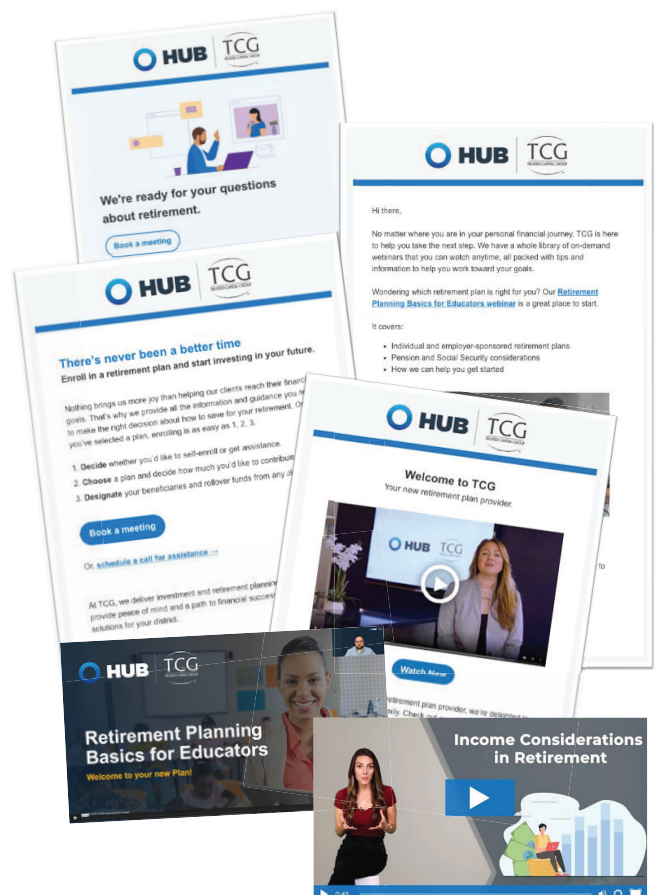 HUB
TCG
We're ready for your questions
about retirement.
Book a meeting
HUB
TCG
Hi there,
No matter where you are in your personal financial journey, TCG is here
to help you take the next step. We have a whole library of on-demand
webinars that you can watch anytime, all packed with tips and
information to help you work toward your goals.
Wondering which retirement plan is right for you? Our Retirement
Planning Basics for Educators webinar is a great place to start.
It covers:
• Individual and employer-sponsored retirement plans
• Pension and Social Security considerations
• How we can help you get started
to
HUB
TCG
There's never been a better time
Enroll in a retirement plan and start investing in your future.
Nothing brings us more joy than helping our clients reach their financ
goals. That's why we provide all the information and guidance you ne
to make the right decision about how to save for your retirement. On
you've selected a plan, enrolling is as easy as 1, 2, 3.
1. Decide whether you'd like to self-enroll or get assistance.
2. Choose a plan and decide how much you'd like to contribute
3. Designate your beneficiaries and rollover funds from any
Book a meeting
Or, schedule a call for assistance →
At TCG, we deliver investment and retirement planning
provide peace of mind and a path to financial success
solutions for your district.
HUB
TCG
Welcome to TCG
Your new retirement plan provider.
HUB TCG
Watch Now
retirement plan provider, we're delighted
mily. Check out
HUB
TCG
Retirement Planning
Basics for Educators
Welcome to your new Plan!
Income Considerations
in Retirement
0:45